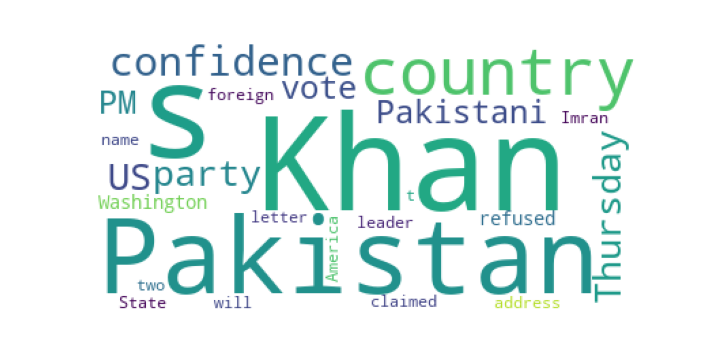 confidence
country
s
vote
PM
foreign
Pakistani
Imran
Khan
name
Thursday
US
party
Washington
t
letter
leader
refused
Pakistan
America
two
State
will
claimed
address